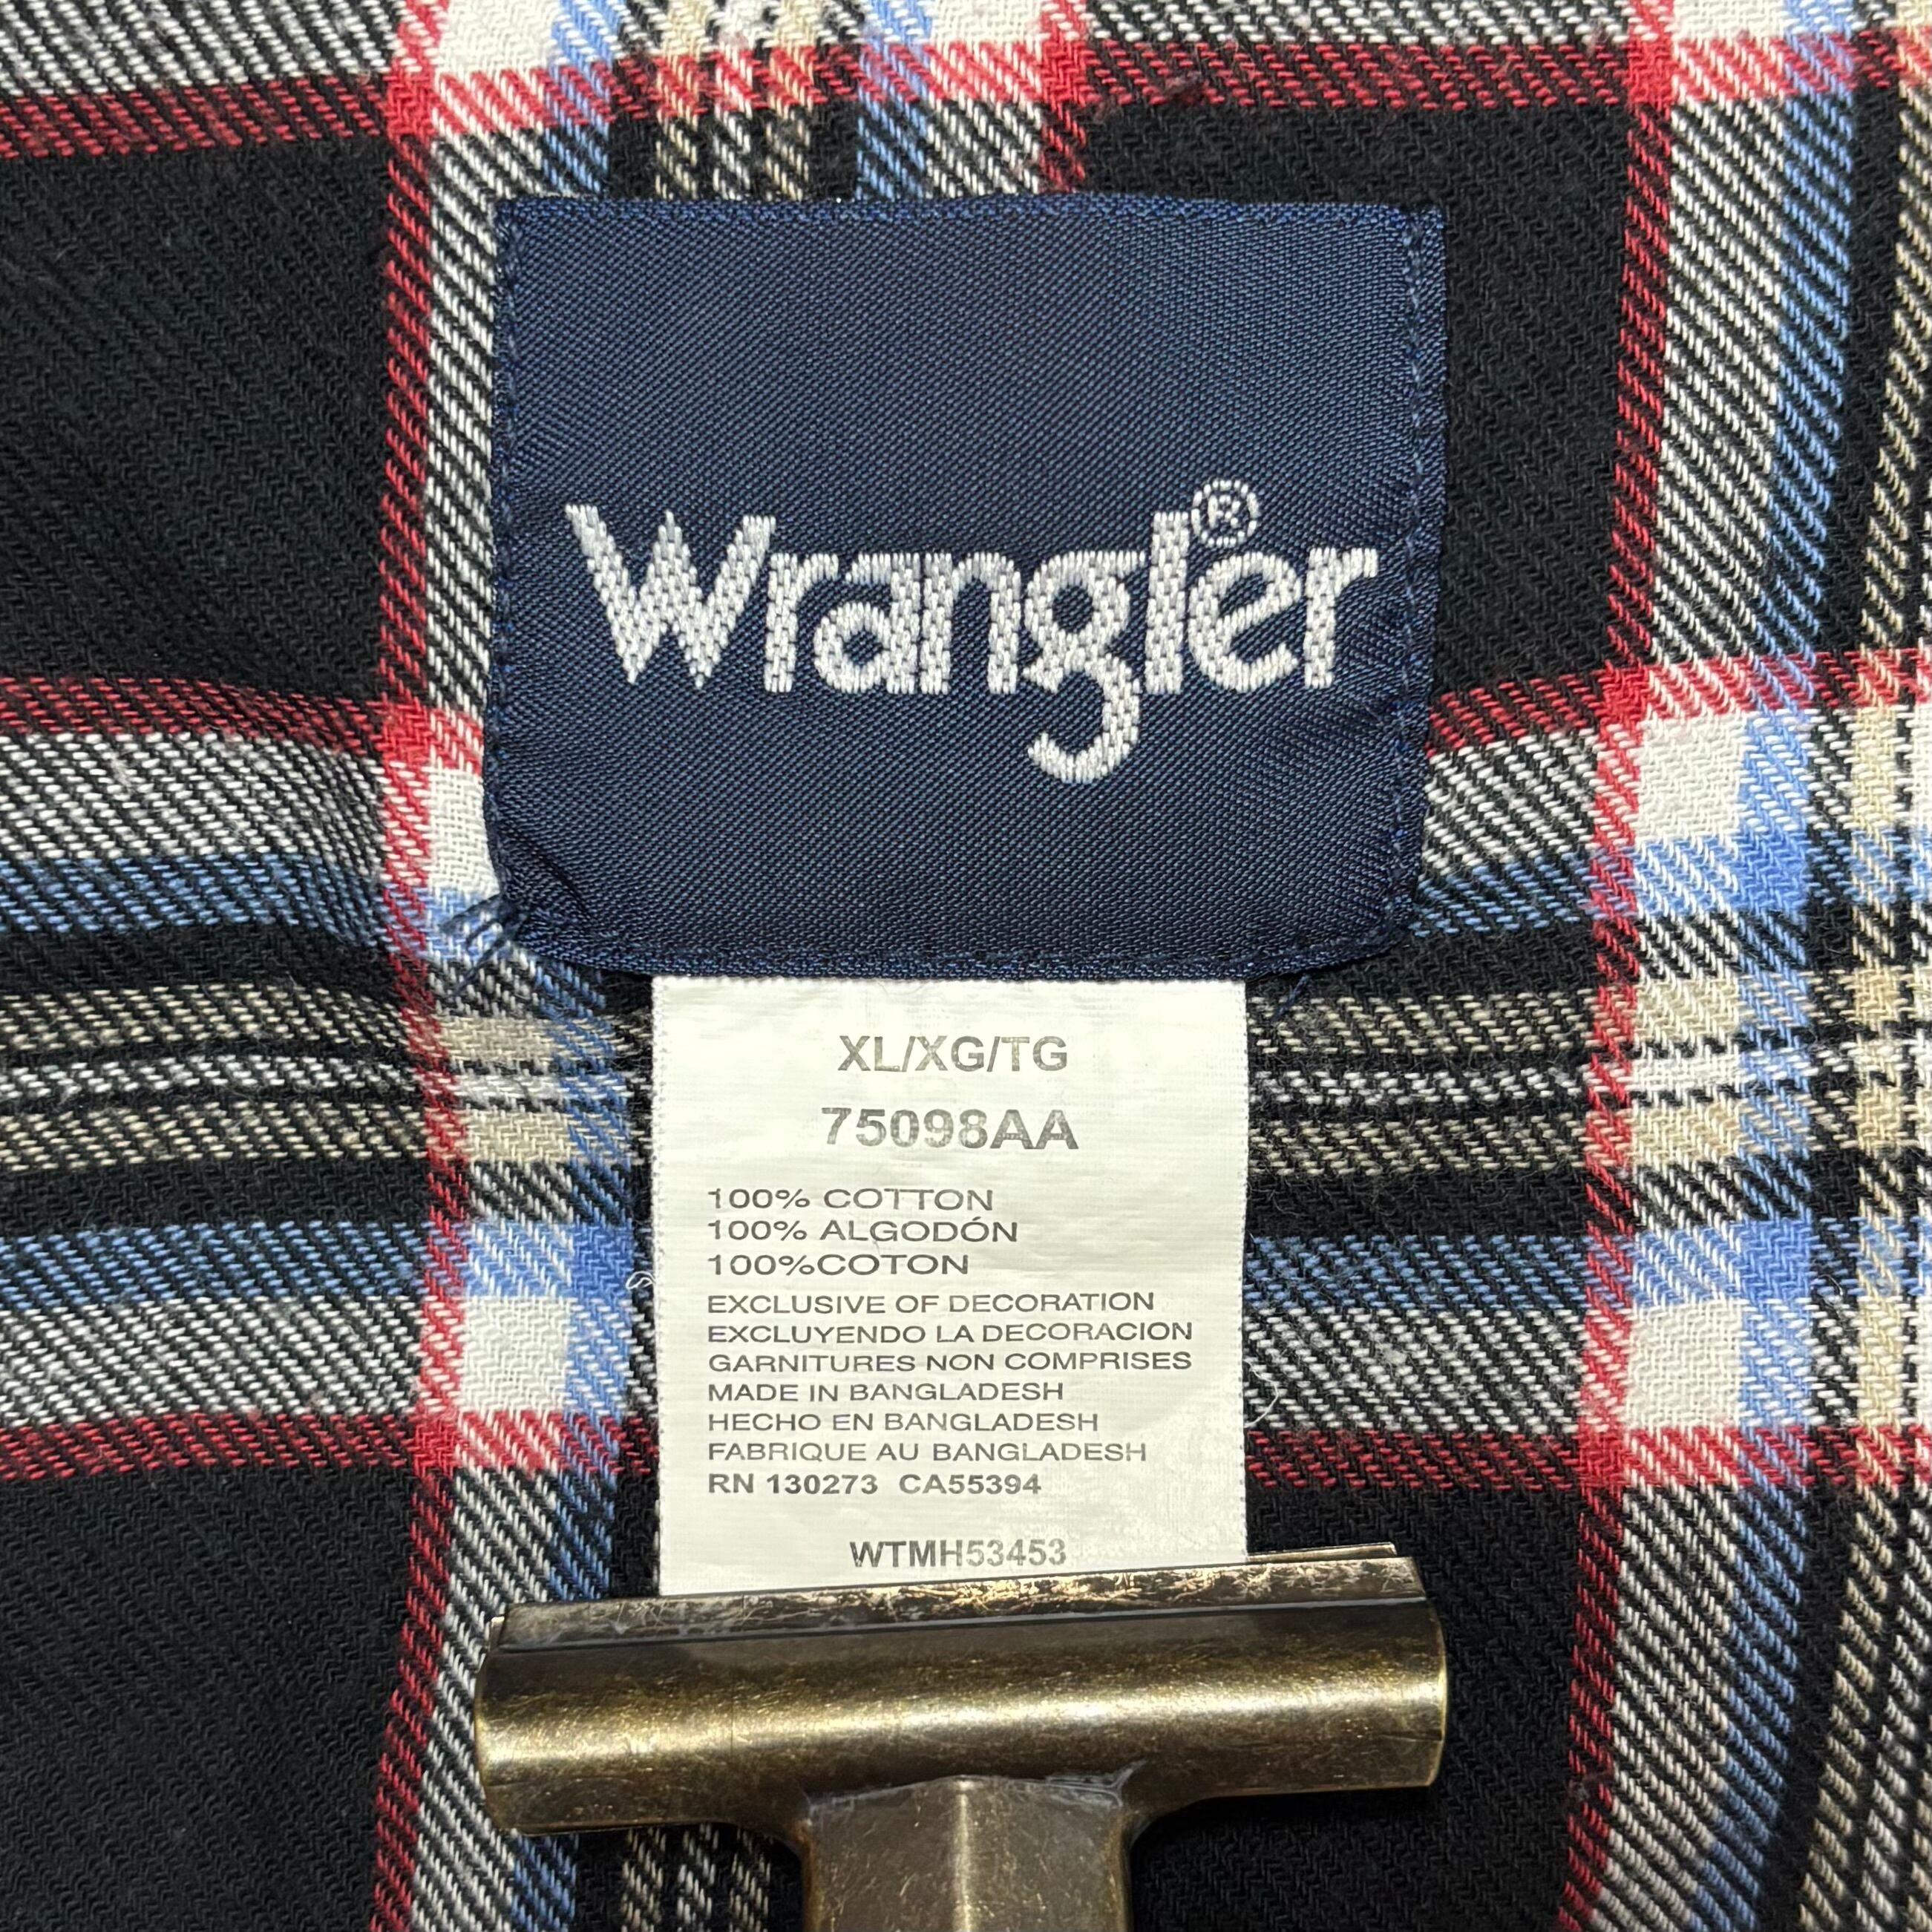 Wrangler®
XL/XG/TG
75098AA
100% COTTON
100% ALGODÓN
100%COTON
EXCLUSIVE OF DECORATION
EXCLUYENDO LA DECORACION
GARNITURES NON COMPRISES
MADE IN BANGLADESH
HECHO EN BANGLADESH
FABRIQUE AU BANGLADESH
RN 130273 CA55394
WTMH53453